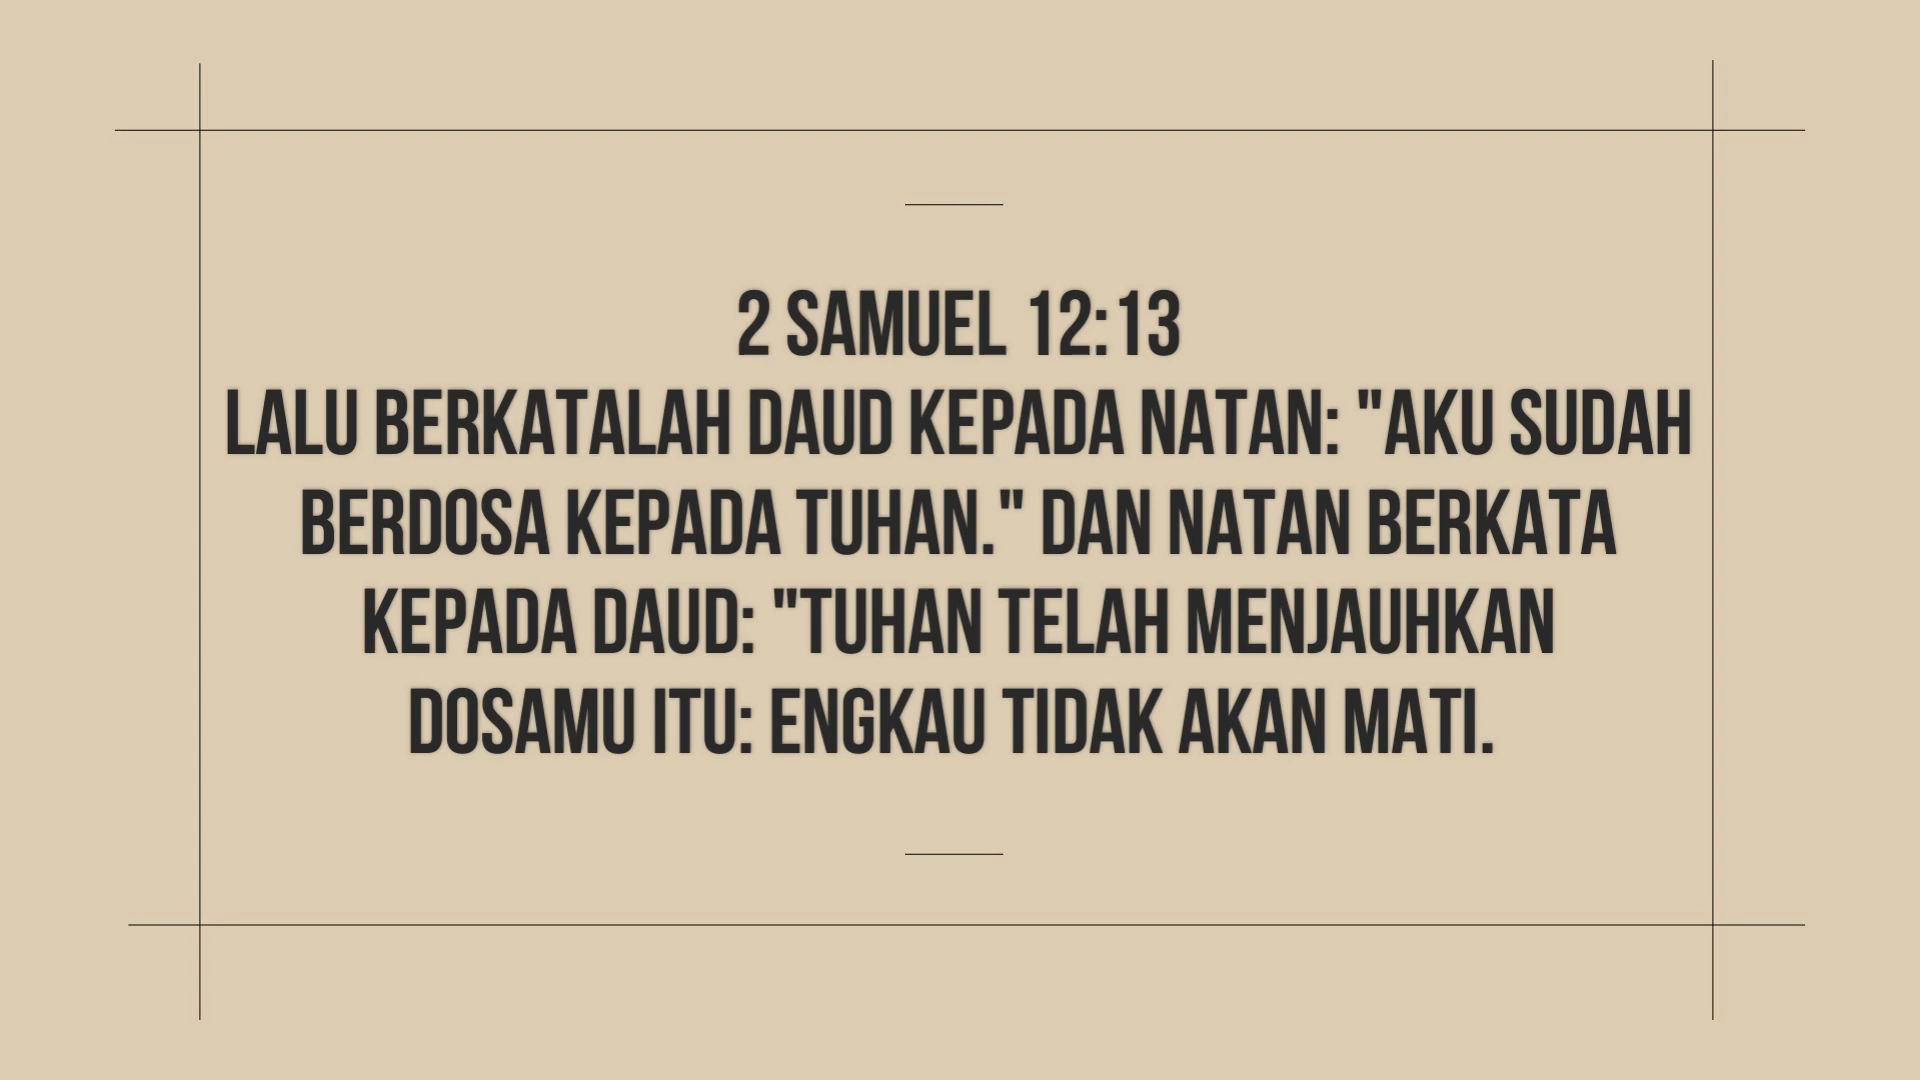 2 SAMUEL 12:13
LALU BERKATALAH DAUD KEPADA NATAN: "AKU SUDAH
BERDOSA KEPADA TUHAN." DAN NATAN BERKATA
KEPADA DAUD: "TUHAN TELAH MENJAUHKAN
DOSAMU ITU: ENGKAU TIDAK AKAN MATI.